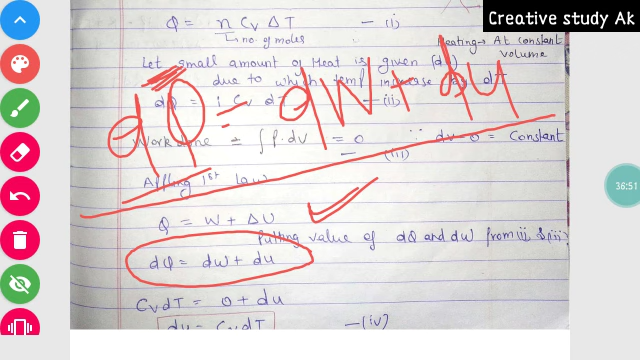 Creative study Ak
Q = n Cv ΔT — (i)
no. of moles
Heating → At constant volume
Let small amount of Heat is given (dQ)
due to which temp increase by dT
dQ = 1 Cv dT — (ii)
dQ = dW + dU
Work done = ∫P.dV = 0 ∵ dv = 0 = Constant
— (iii)
Appling 1st law
Q = W + ΔU
Putting value of dQ and dW from (ii) & (iii)
dQ = dW + dU
CvdT = 0 + du
du = CvdT — (iv)
36:51